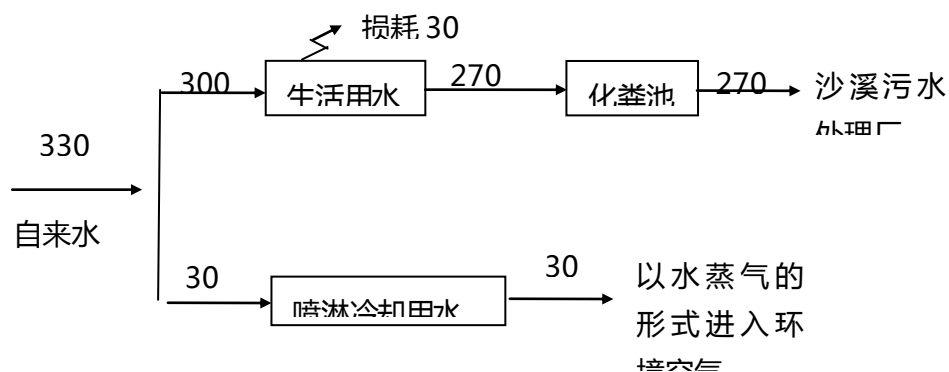 损耗 30
300
生活用水
270
化粪池
270
沙溪污水
处理厂
330
自来水
30
喷淋冷却用水
30
以水蒸气的
形式进入环
境空气